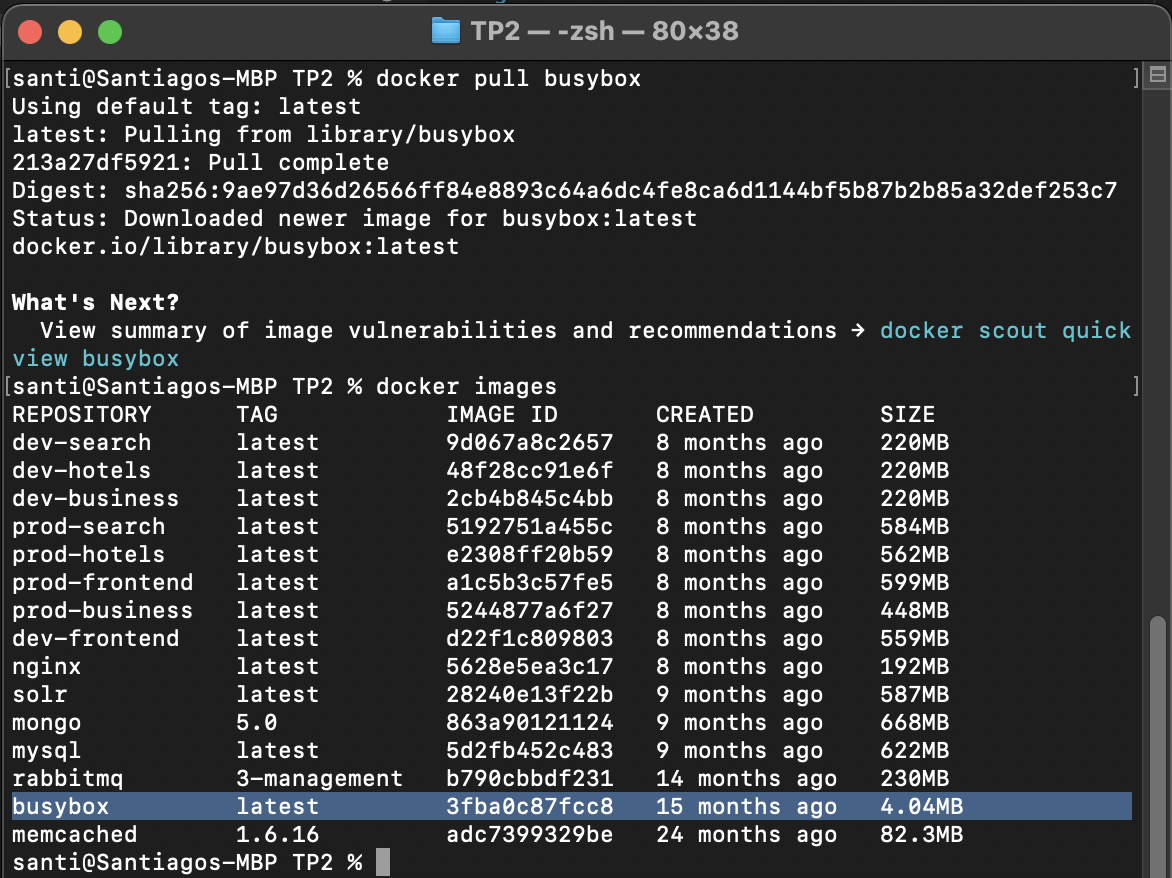 TP2 — -zsh — 80×38
[santi@Santiagos-MBP TP2 % docker pull busybox ]
Using default tag: latest
latest: Pulling from library/busybox
213a27df5921: Pull complete
Digest: sha256:9ae97d36d26566ff84e8893c64a6dc4fe8ca6d1144bf5b87b2b85a32def253c7
Status: Downloaded newer image for busybox:latest
docker.io/library/busybox:latest
What's Next?
  View summary of image vulnerabilities and recommendations → docker scout quick
view busybox
[santi@Santiagos-MBP TP2 % docker images ]
REPOSITORY      TAG            IMAGE ID       CREATED         SIZE
dev-search      latest         9d067a8c2657   8 months ago    220MB
dev-hotels      latest         48f28cc91e6f   8 months ago    220MB
dev-business    latest         2cb4b845c4bb   8 months ago    220MB
prod-search     latest         5192751a455c   8 months ago    584MB
prod-hotels     latest         e2308ff20b59   8 months ago    562MB
prod-frontend   latest         a1c5b3c57fe5   8 months ago    599MB
prod-business   latest         5244877a6f27   8 months ago    448MB
dev-frontend    latest         d22f1c809803   8 months ago    559MB
nginx           latest         5628e5ea3c17   8 months ago    192MB
solr            latest         28240e13f22b   9 months ago    587MB
mongo           5.0            863a90121124   9 months ago    668MB
mysql           latest         5d2fb452c483   9 months ago    622MB
rabbitmq        3-management   b790cbbdf231   14 months ago   230MB
busybox         latest         3fba0c87fcc8   15 months ago   4.04MB
memcached       1.6.16         adc7399329be   24 months ago   82.3MB
santi@Santiagos-MBP TP2 %